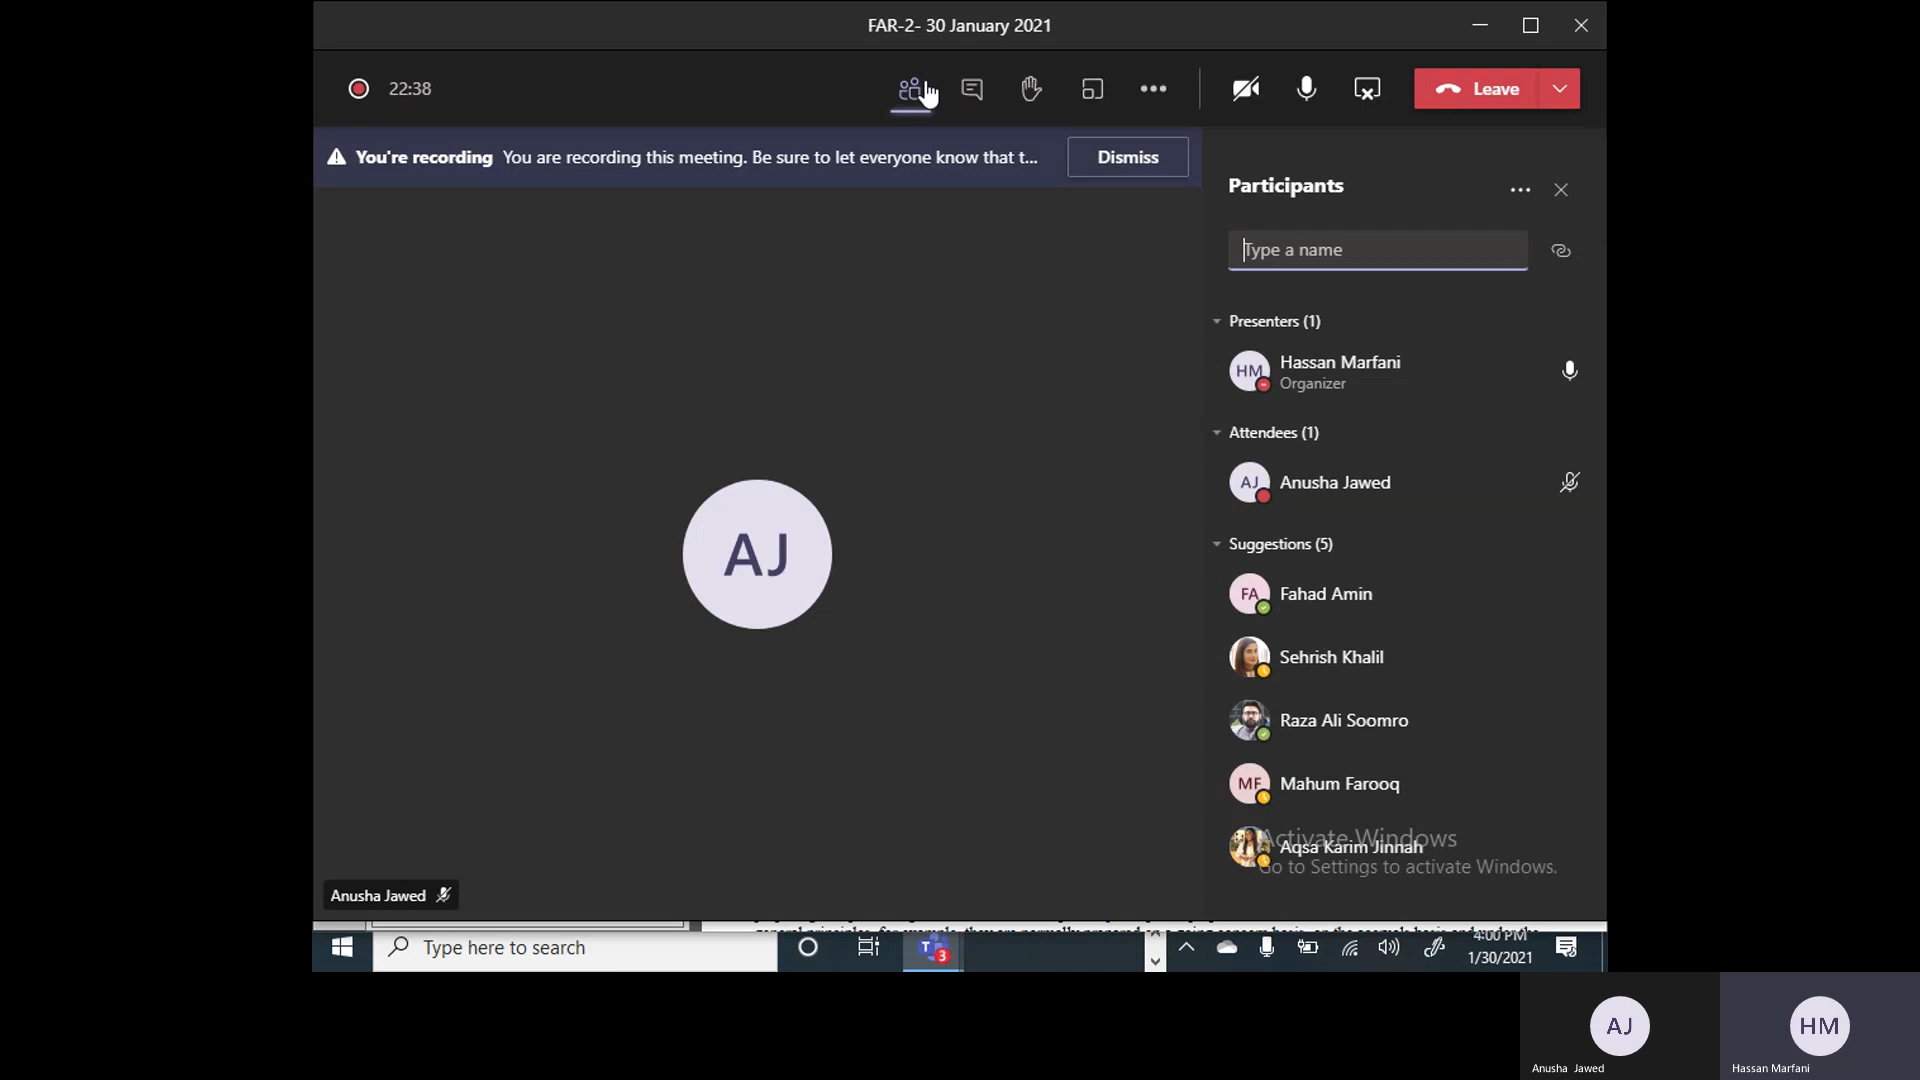 FAR-2- 30 January 2021
22:38
Leave
You're recording You are recording this meeting. Be sure to let everyone know that t...
Dismiss
Participants
Type a name
Presenters (1)
HM
Hassan Marfani
Organizer
Attendees (1)
AJ
Anusha Jawed
Suggestions (5)
FA
Fahad Amin
Sehrish Khalil
Raza Ali Soomro
MF
Mahum Farooq
Aqsa Karim Jinnah
Activate Windows
Go to Settings to activate Windows.
AJ
Anusha Jawed
Type here to search
T
3
4:00 PM
1/30/2021
AJ
Anusha Jawed
HM
Hassan Marfani